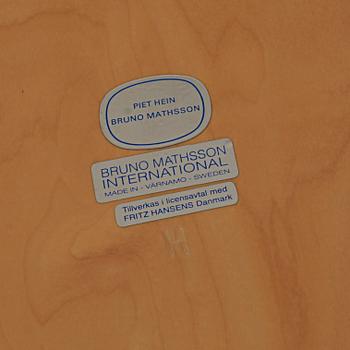 PIET HEIN
BRUNO MATHSSON
BRUNO MATHSSON
INTERNATIONAL
MADE IN - VÄRNAMO - SWEDEN
Tillverkas i licensavtal med
FRITZ HANSENS Danmark